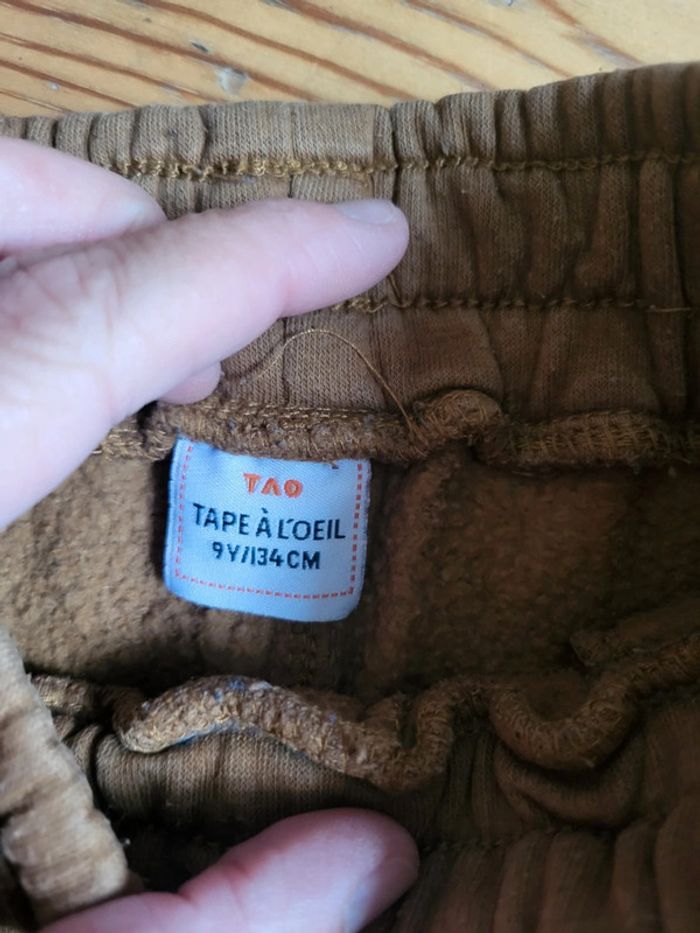 TAO
TAPE À L'OEIL
9Y/134CM